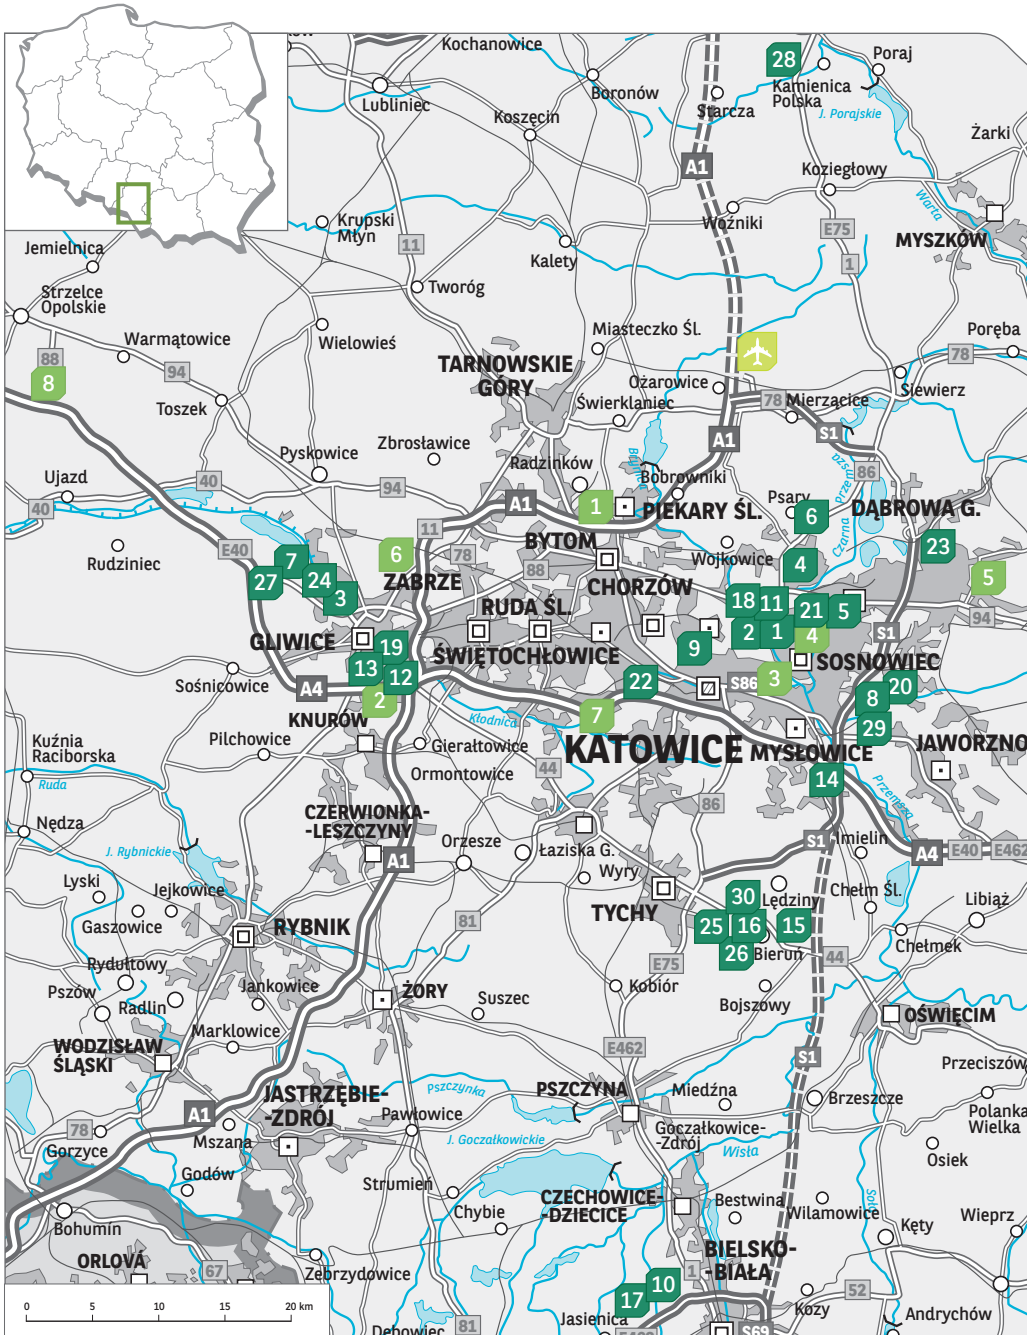 Kochanowice
Lubliniec
Boronów
Koszęcin
Starcza
28
Kamienica
Polska
Poraj
J. Porajskie
Żarki
Koziegłowy
Warta
A1
Woźniki
E75
1
MYSZKÓW
Krupski
Młyn
11
Kalety
Jemielnica
Strzelce
Opolskie
Tworóg
Wielowieś
Warmątowice
88
8
94
Toszek
Miasteczko Śl.
TARNOWSKIE
GÓRY
Ożarowice
Świerklaniec
78
Mierzącice
S1
Siewierz
Poręba
78
Zbrosławice
Pyskowice
Radzinków
A1
Brynica
Bobrowniki
86
Czarna Przemsza
Ujazd
40
40
94
A1
1
PIEKARY ŚL.
Psary
6
DĄBROWA G.
23
11
78
BYTOM
Wojkowice
4
Rudziniec
E40
7
27
24
3
6
ZABRZE
88
CHORZÓW
5
94
RUDA ŚL.
18
11
21
5
2
1
4
S1
GLIWICE
19
13
12
2
ŚWIĘTOCHŁOWICE
9
SOSNOWIEC
Sośnicowice
A4
22
S86
3
20
8
29
KNURÓW
Kłodnica
7
KATOWICE
MYSŁOWICE
JAWORZNO
Kuźnia
Raciborska
Pilchowice
Gierałtowice
Ormontowice
44
14
Przemsza
Ruda
86
Nędza
CZERWIONKA-
-LESZCZYNY
Orzesze
Łaziska G.
S1
Imielin
A4
E40
E462
J. Rybnickie
A1
Wyry
Lyski
Jejkowice
TYCHY
30
Lędziny
Chełm Śl.
Libiąż
Gaszowice
RYBNIK
81
25
16
15
26
Bieruń
Chełmek
44
Rydułtowy
E75
Kobiór
Bojszowy
Pszów
Radlin
Jankowice
ŻORY
Suszec
OŚWIĘCIM
Marklowice
WODZISŁAW
ŚLĄSKI
E462
S1
Przeciszów
JASTRZĘBIE-
-ZDRÓJ
Pszczynka
PSZCZYNA
Miedźna
Brzeszcze
Polanka
Wielka
A1
78
Gorzyce
Mszana
Pawłowice
J. Goczałkowickie
Goczałkowice-
-Zdrój
Wisła
Osiek
Godów
Strumień
CZECHOWICE-
-DZIECICE
Bestwina
Wilamowice
Soła
Bohumín
Chybie
Kęty
Wieprz
ORLOVÁ
67
Zebrzydowice
BIELSKO-
-BIAŁA
1
10
17
52
Kozy
Jasienica
Andrychów
0
5
10
15
20 km
Dębowiec
81
S69